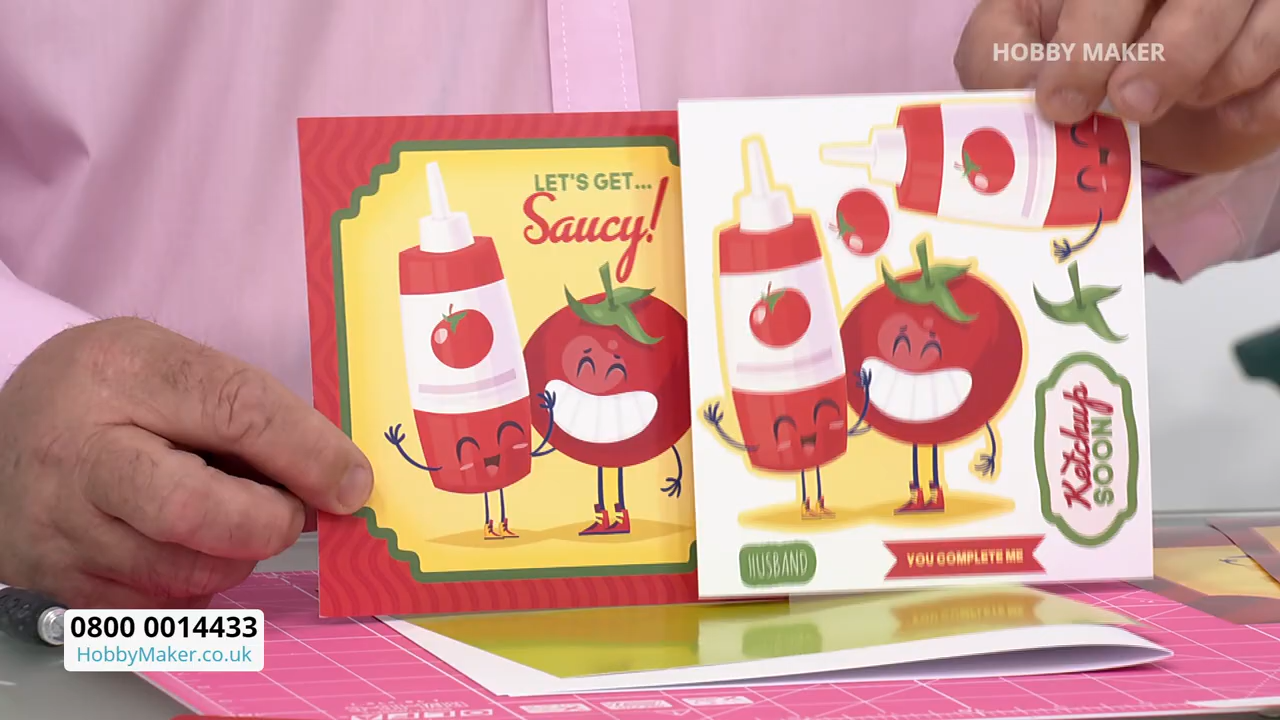 HOBBY MAKER
LET'S GET...
Saucy!
Ketchup
SOON
HUSBAND
YOU COMPLETE ME
0800 0014433
HobbyMaker.co.uk